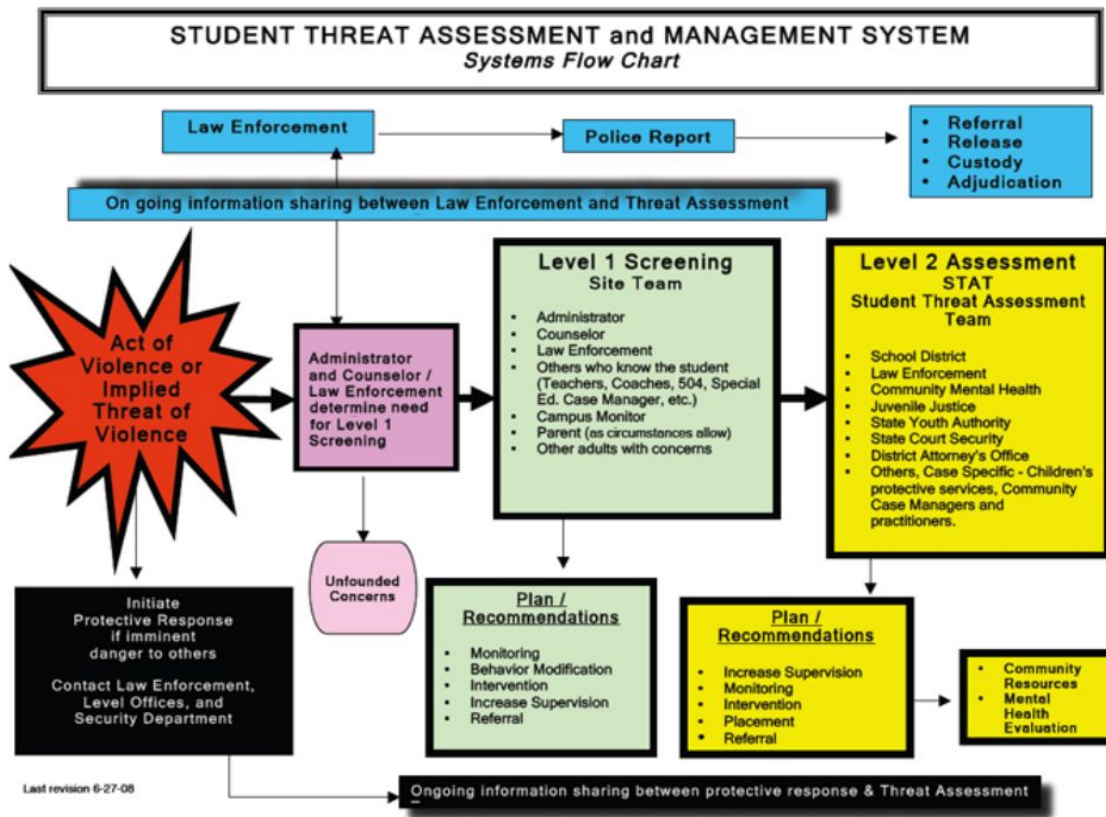 STUDENT THREAT ASSESSMENT and MANAGEMENT SYSTEM
Systems Flow Chart
Law Enforcement
Police Report
• Referral
• Release
• Custody
• Adjudication
On going information sharing between Law Enforcement and Threat Assessment
Act of
Violence or
Implied
Threat of
Violence
Administrator
and Counselor /
Law Enforcement
determine need
for Level 1
Screening
Level 1 Screening
Site Team
• Administrator
• Counselor
• Law Enforcement
• Others who know the student
(Teachers, Coaches, 504, Special
Ed. Case Manager, etc.)
• Campus Monitor
• Parent (as circumstances allow)
• Other adults with concerns
Level 2 Assessment
STAT
Student Threat Assessment
Team
• School District
• Law Enforcement
• Community Mental Health
• Juvenile Justice
• State Youth Authority
• State Court Security
• District Attorney's Office
• Others, Case Specific - Children's
protective services, Community
Case Managers and
practitioners.
Initiate
Protective Response
if imminent
danger to others
Contact Law Enforcement,
Level Offices, and
Security Department
Unfounded
Concerns
Plan /
Recommendations
• Monitoring
• Behavior Modification
• Intervention
• Increase Supervision
• Referral
Plan /
Recommendations
• Increase Supervision
• Monitoring
• Intervention
• Placement
• Referral
• Community
Resources
• Mental
Health
Evaluation
Last revision 6-27-08
Ongoing information sharing between protective response & Threat Assessment